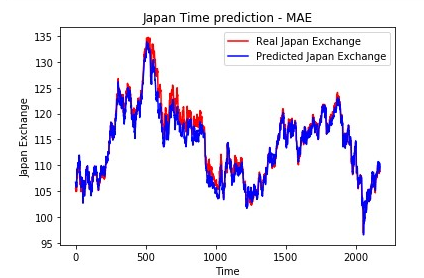 Japan Time prediction - MAE
Real Japan Exchange
Predicted Japan Exchange
Japan Exchange
135
130
125
120
115
110
105
100
95
0
500
1000
1500
2000
Time